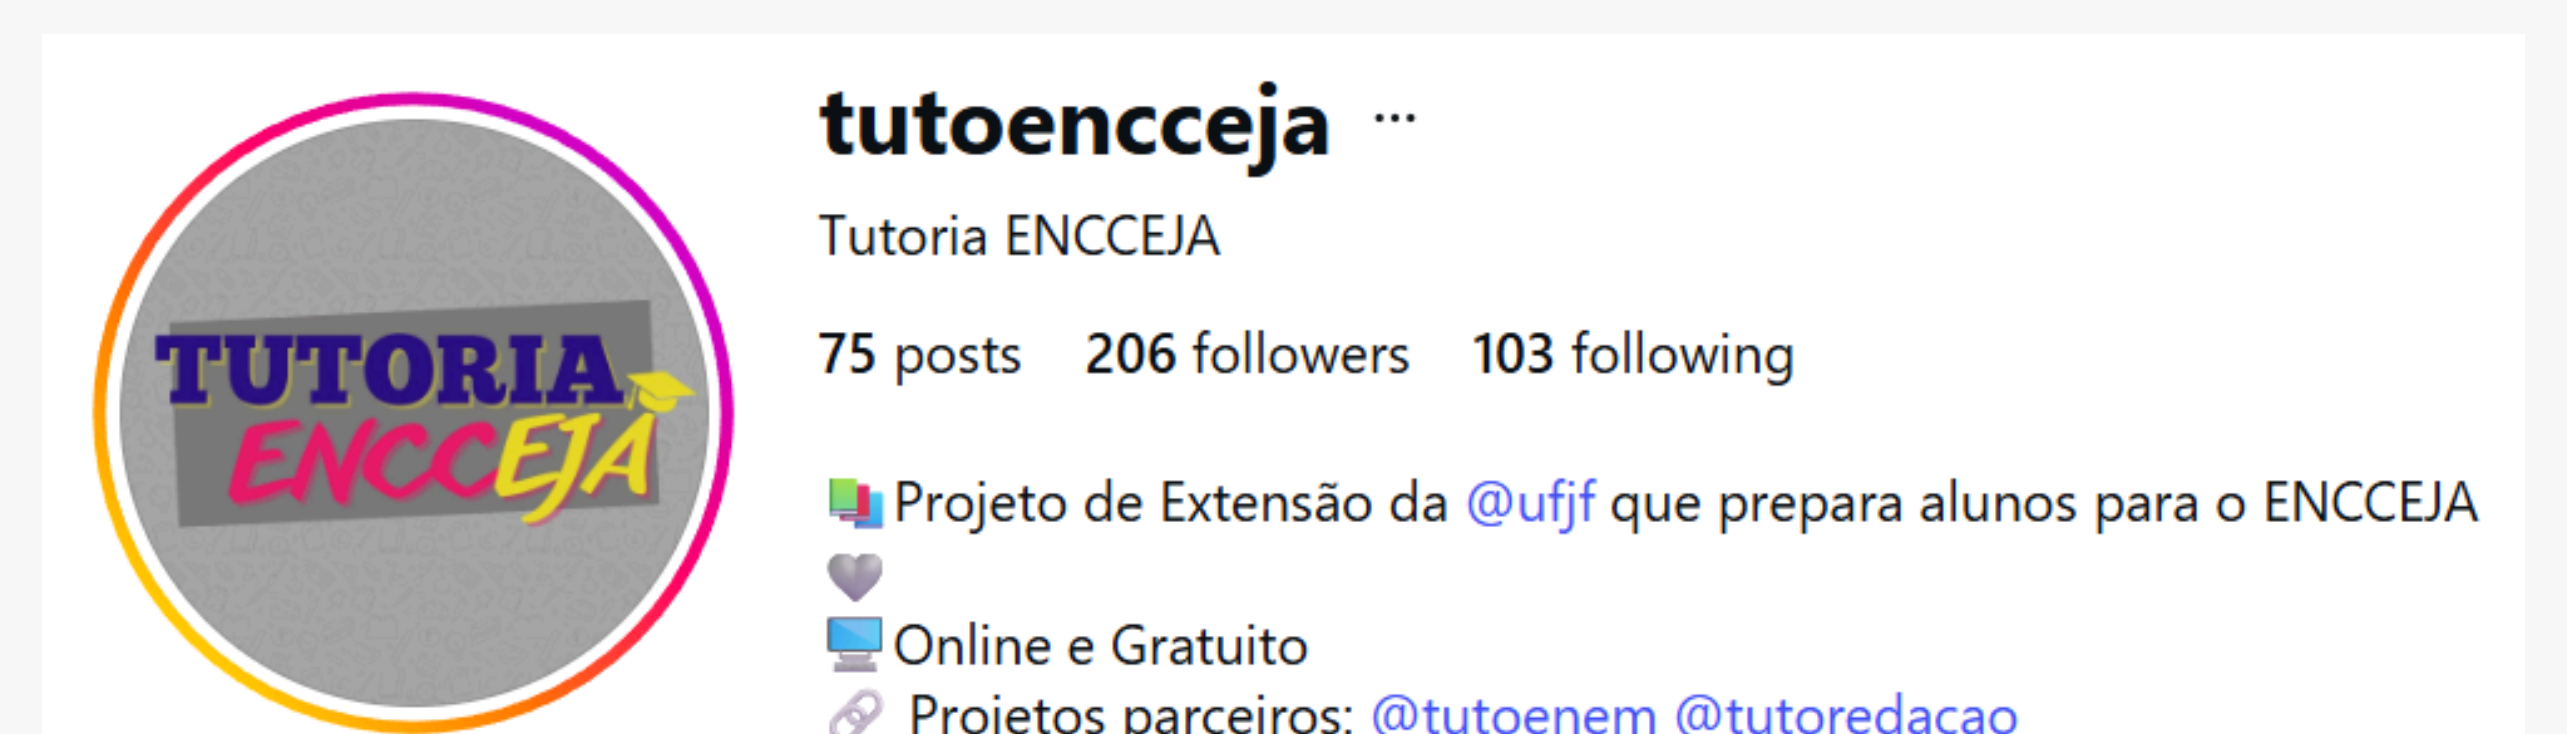 tutoencceja ...
Tutoria ENCCEJA
75 posts 206 followers 103 following
TUTORIA
ENCCEJA
Projeto de Extensão da @ufjf que prepara alunos para o ENCCEJA
Online e Gratuito
Projetos parceiros: @tutoenem @tutoredacao